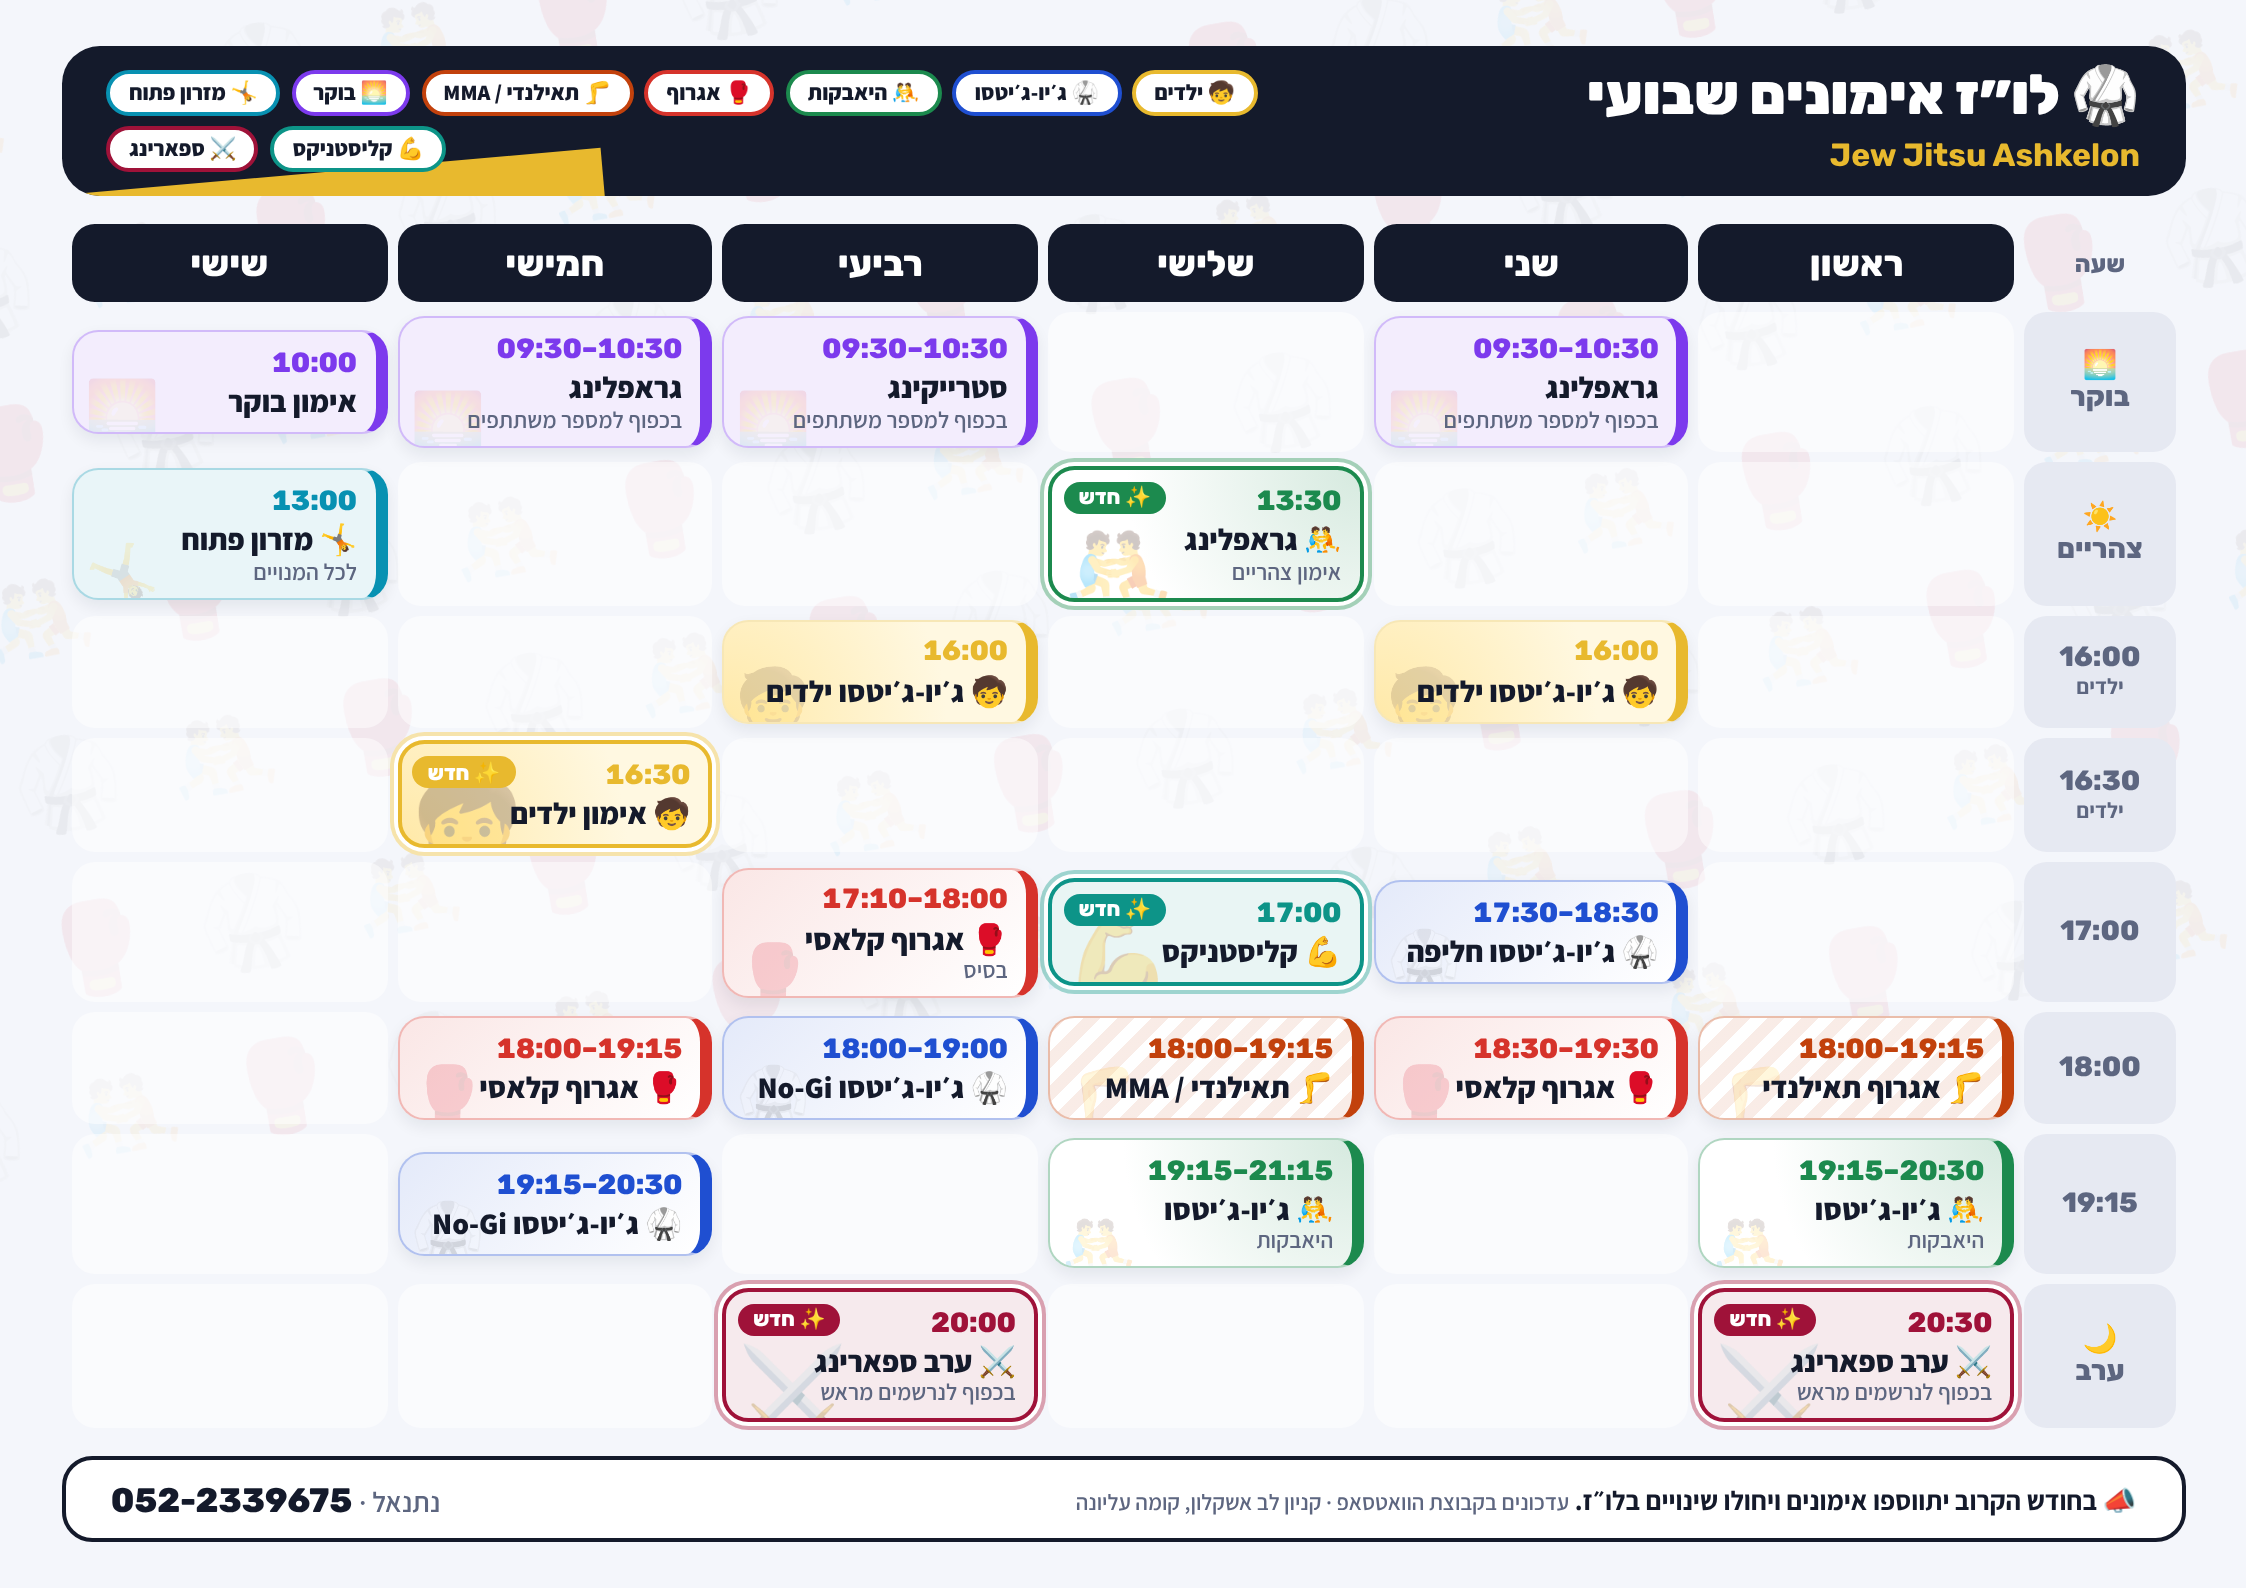 לו״ז אימונים שבועי
Jew Jitsu Ashkelon
ילדים
ג׳יו-ג׳יטסו
היאבקות
אגרוף
תאילנדי / MMA
בוקר
מזרון פתוח
קליסטניקס
ספארינג
שעה
ראשון
שני
שלישי
רביעי
חמישי
שישי
בוקר
09:30–10:30
גראפלינג
בכפוף למספר משתתפים
09:30–10:30
סטרייקינג
בכפוף למספר משתתפים
09:30–10:30
גראפלינג
בכפוף למספר משתתפים
10:00
אימון בוקר
צהריים
13:30
✨ חדש
גראפלינג
אימון צהריים
13:00
מזרון פתוח
לכל המנויים
16:00
ילדים
16:00
ג׳יו-ג׳יטסו ילדים
16:00
ג׳יו-ג׳יטסו ילדים
16:30
ילדים
16:30
✨ חדש
אימון ילדים
17:00
17:30–18:30
ג׳יו-ג׳יטסו חליפה
17:00
✨ חדש
קליסטניקס
17:10–18:00
אגרוף קלאסי
בסיס
18:00
18:00–19:15
אגרוף תאילנדי
18:30–19:30
אגרוף קלאסי
18:00–19:15
תאילנדי / MMA
18:00–19:00
ג׳יו-ג׳יטסו No-Gi
18:00–19:15
אגרוף קלאסי
19:15
19:15–20:30
ג׳יו-ג׳יטסו
היאבקות
19:15–21:15
ג׳יו-ג׳יטסו
היאבקות
19:15–20:30
ג׳יו-ג׳יטסו No-Gi
ערב
20:30
✨ חדש
ערב ספארינג
בכפוף לנרשמים מראש
20:00
✨ חדש
ערב ספארינג
בכפוף לנרשמים מראש
בחודש הקרוב יתווספו אימונים ויחולו שינויים בלו״ז. עדכונים בקבוצת הוואטסאפ · קניון לב אשקלון, קומה עליונה
נתנאל · 052-2339675